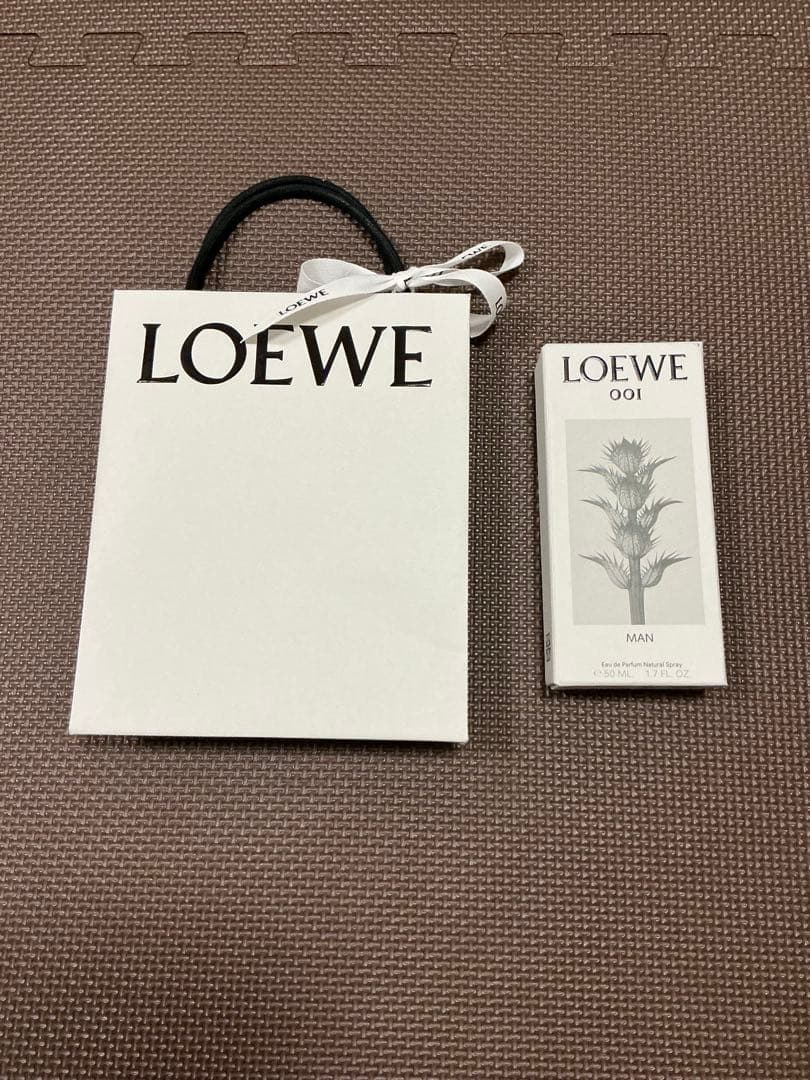 LOEWE
LOEWE
LOEWE
001
MAN
Eau de Parfum Natural Spray
℮ 50 ML. 1.7 FL. OZ.